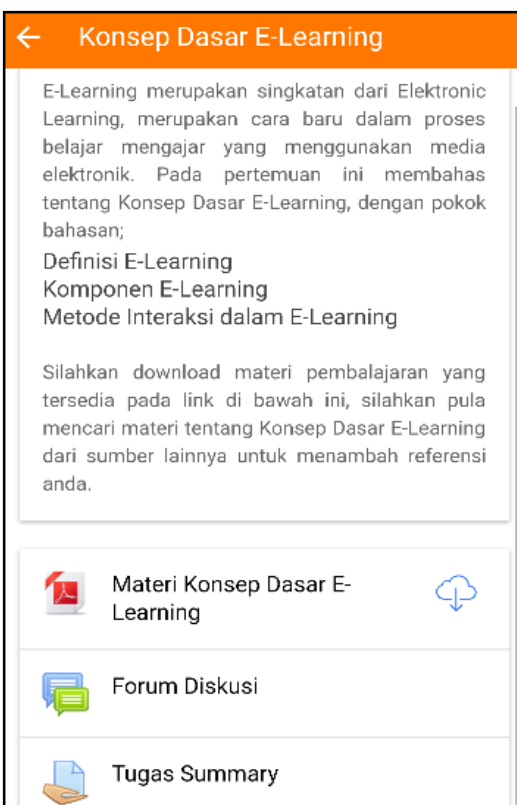 Konsep Dasar E-Learning
E-Learning merupakan singkatan dari Elektronic
Learning, merupakan cara baru dalam proses
belajar mengajar yang menggunakan media
elektronik. Pada pertemuan ini membahas
tentang Konsep Dasar E-Learning, dengan pokok
bahasan;
Definisi E-Learning
Komponen E-Learning
Metode Interaksi dalam E-Learning
Silahkan download materi pembalajaran yang
tersedia pada link di bawah ini, silahkan pula
mencari materi tentang Konsep Dasar E-Learning
dari sumber lainnya untuk menambah referensi
anda.
Materi Konsep Dasar E-
Learning
Forum Diskusi
Tugas Summary